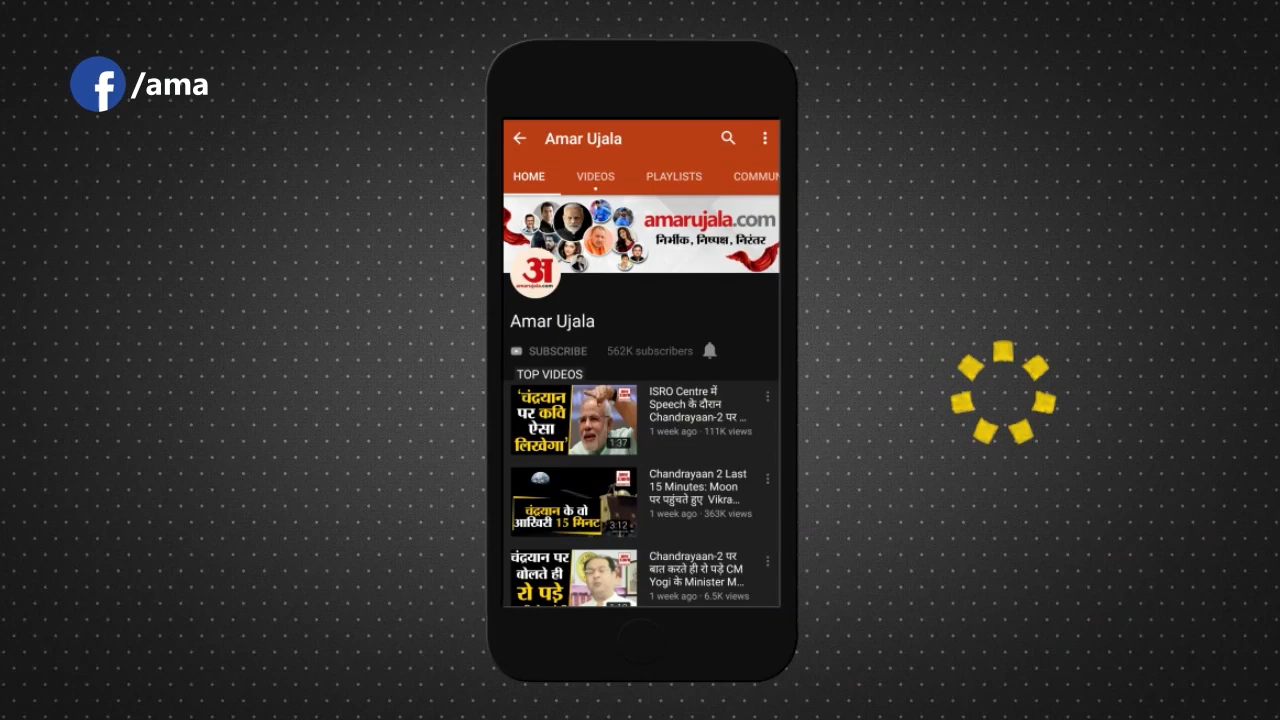 f/ama
Amar Ujala
HOME VIDEOS PLAYLISTS COMMUN
amarujala.com
निर्भीक, निष्पक्ष, निरंतर
अ
amarujala.com
Amar Ujala
SUBSCRIBE 562K subscribers
TOP VIDEOS
'चंद्रयान
पर कवि
ऐसा
लिखेगा'
1:37
ISRO Centre में
Speech के दौरान
Chandrayaan-2 पर ...
1 week ago · 111K views
चंद्रयान के वो
आखिरी 15 मिनट
3:12
Chandrayaan 2 Last
15 Minutes: Moon
पर पहुंचते हुए Vikra...
1 week ago · 363K views
चंद्रयान पर
बोलते ही
रो पड़े
Chandrayaan-2 पर
बात करते ही रो पड़े CM
Yogi के Minister M...
1 week ago · 6.5K views